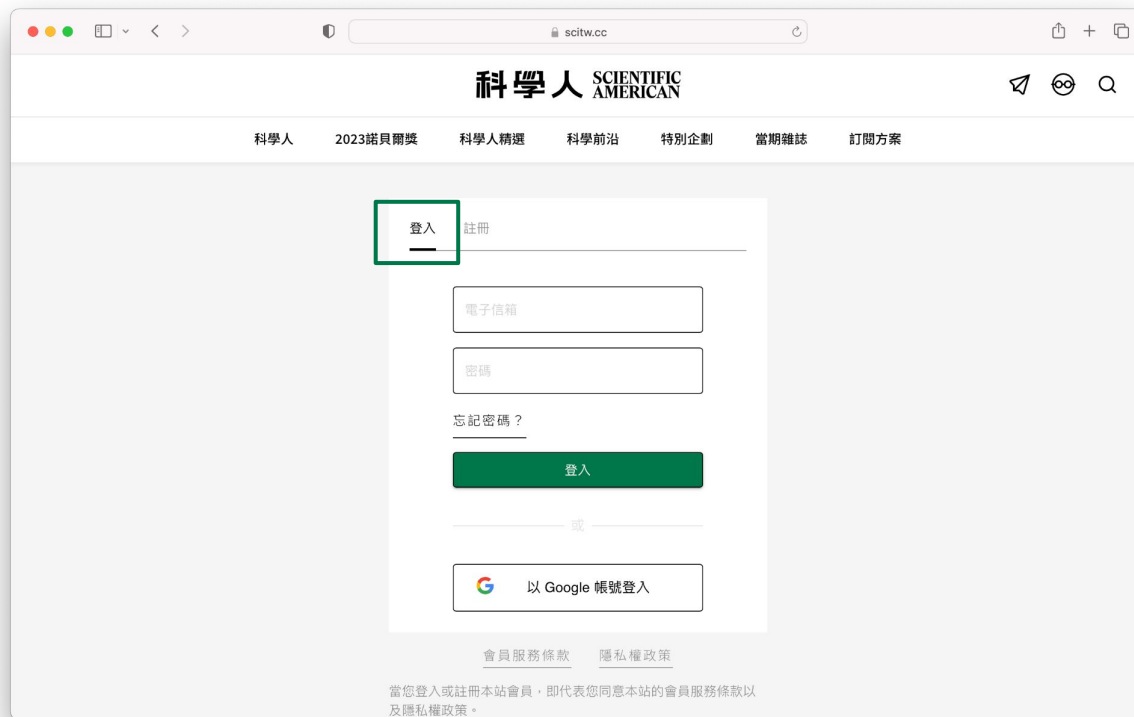 scitw.cc
科學人 SCIENTIFIC AMERICAN
科學人 2023諾貝爾獎 科學人精選 科學前沿 特別企劃 當期雜誌 訂閱方案
登入 註冊
電子信箱
密碼
忘記密碼？
登入
或
以 Google 帳號登入
會員服務條款 隱私權政策
當您登入或註冊本站會員，即代表您同意本站的會員服務條款以
及隱私權政策。